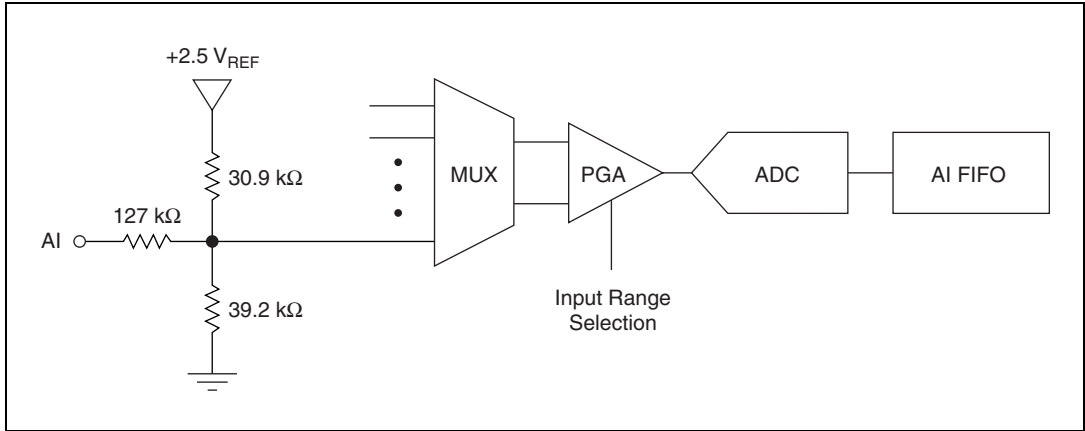 +2.5 V_REF
30.9 kΩ
127 kΩ
AI
39.2 kΩ
MUX
PGA
ADC
AI FIFO
Input Range
Selection